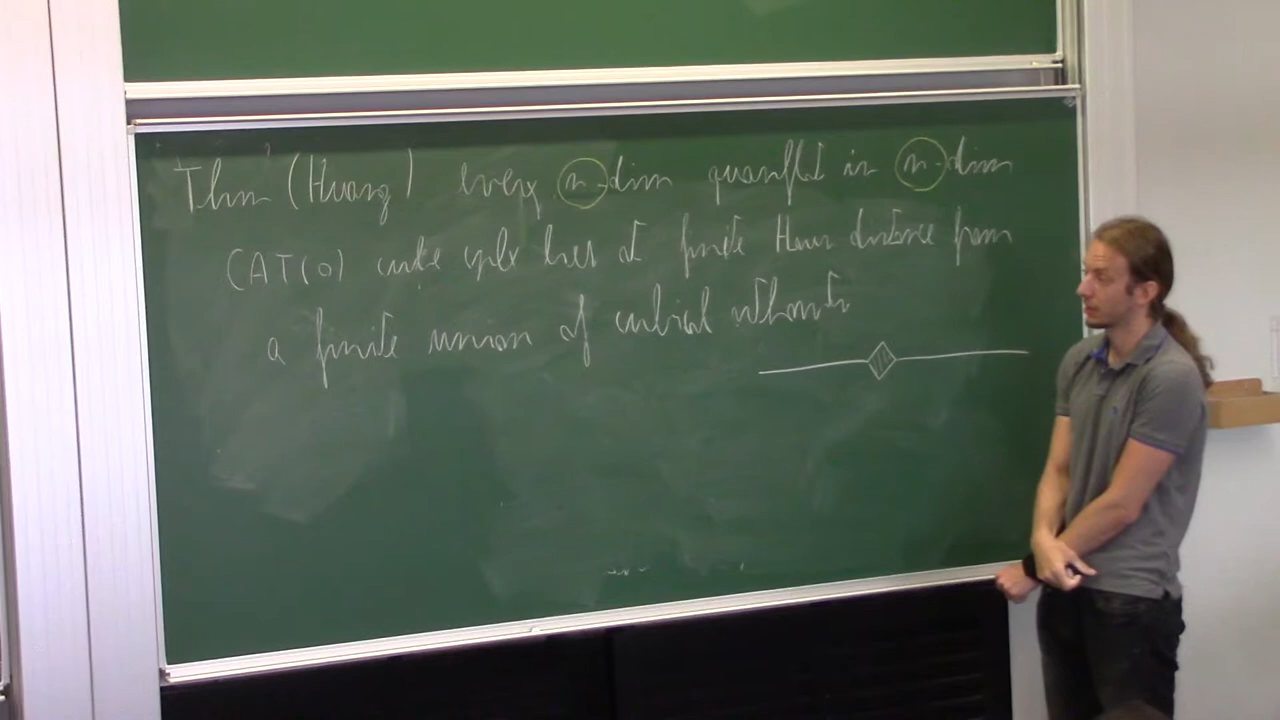 Thm (Huang) every n-dim quasiflat in n-dim
CAT(0) cube cplx lies at finite Haus distance from
a finite union of cubical orthants